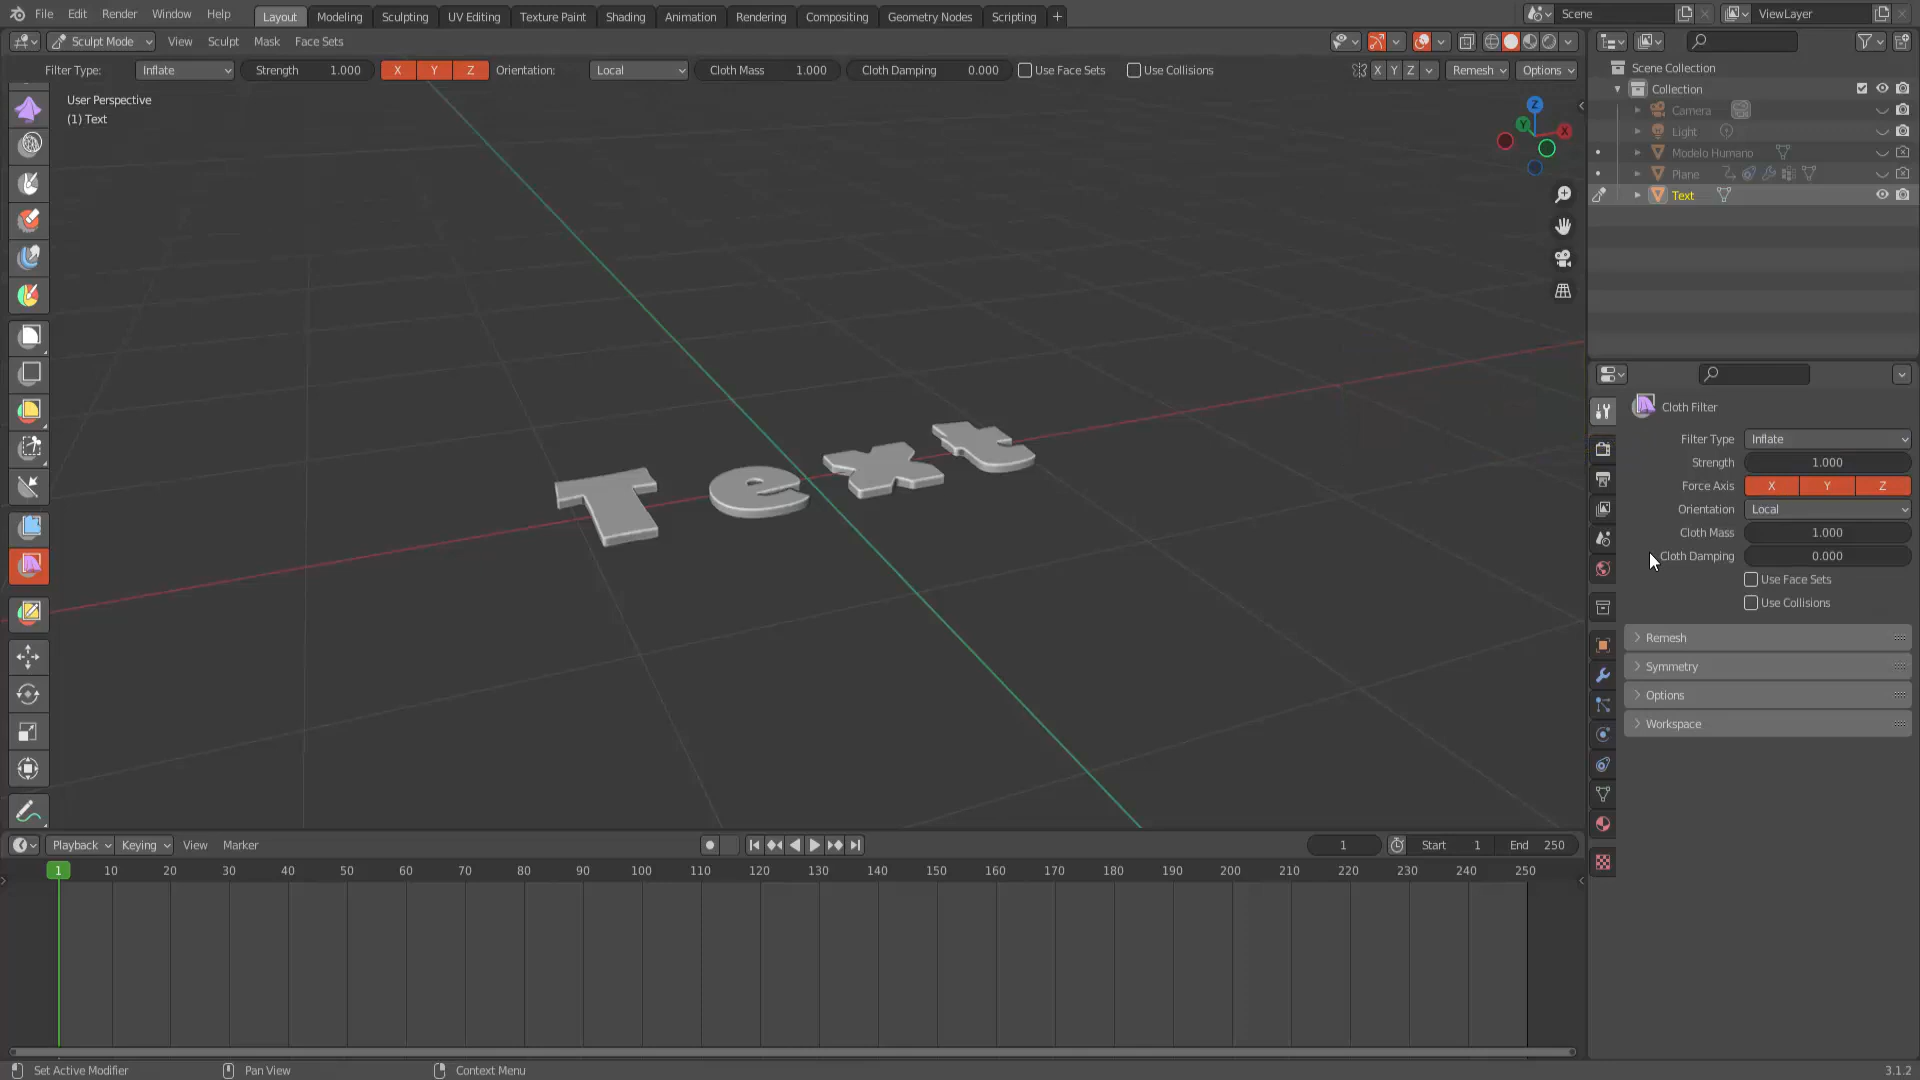 File Edit Render Window Help Layout Modeling Sculpting UV Editing Texture Paint Shading Animation Rendering Compositing Geometry Nodes Scripting + Scene ViewLayer
Sculpt Mode View Sculpt Mask Face Sets
Filter Type: Inflate Strength 1.000 X Y Z Orientation: Local Cloth Mass 1.000 Cloth Damping 0.000 Use Face Sets Use Collisions X Y Z Remesh Options
User Perspective
(1) Text
Z
Y
X
Text
Scene Collection
Collection
Camera
Light
Modelo Humano
Plane
Text
Cloth Filter
Filter Type Inflate
Strength 1.000
Force Axis X Y Z
Orientation Local
Cloth Mass 1.000
Cloth Damping 0.000
Use Face Sets
Use Collisions
Remesh
Symmetry
Options
Workspace
Playback Keying View Marker 1 Start 1 End 250
1 10 20 30 40 50 60 70 80 90 100 110 120 130 140 150 160 170 180 190 200 210 220 230 240 250
Set Active Modifier Pan View Context Menu 3.1.2